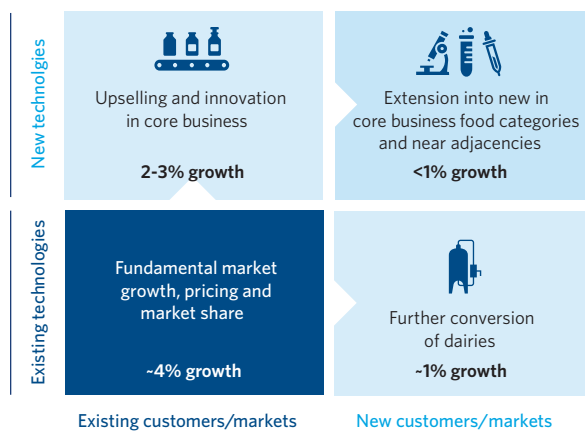 New technolgies
Upselling and innovation
in core business
2-3% growth
Extension into new in
core business food categories
and near adjacencies
<1% growth
Existing technologies
Fundamental market
growth, pricing and
market share
~4% growth
Further conversion
of dairies
~1% growth
Existing customers/markets
New customers/markets